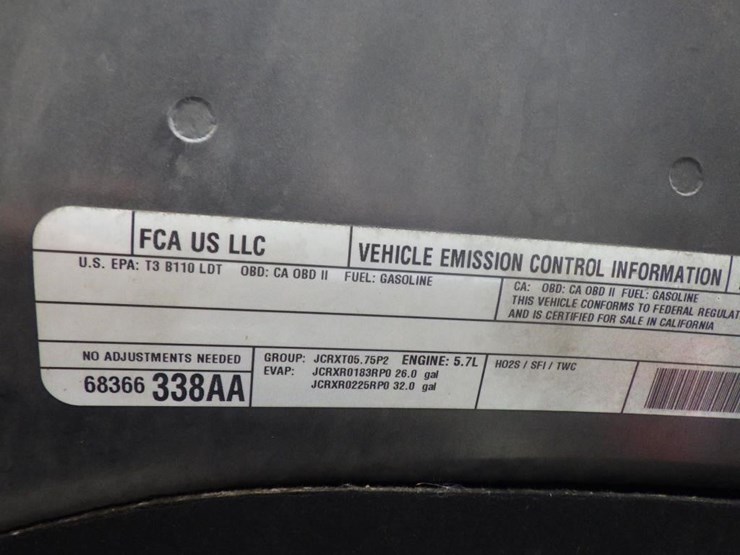 FCA US LLC
VEHICLE EMISSION CONTROL INFORMATION
U.S. EPA: T3 B110 LDT OBD: CA OBD II FUEL: GASOLINE
CA: OBD: CA OBD II FUEL: GASOLINE
THIS VEHICLE CONFORMS TO FEDERAL REGULAT
AND IS CERTIFIED FOR SALE IN CALIFORNIA
NO ADJUSTMENTS NEEDED
68366 338AA
GROUP: JCRXT05.75P2 ENGINE: 5.7L
EVAP: JCRXR0183RP0 26.0 gal
JCRXR0225RP0 32.0 gal
HO2S / SFI / TWC